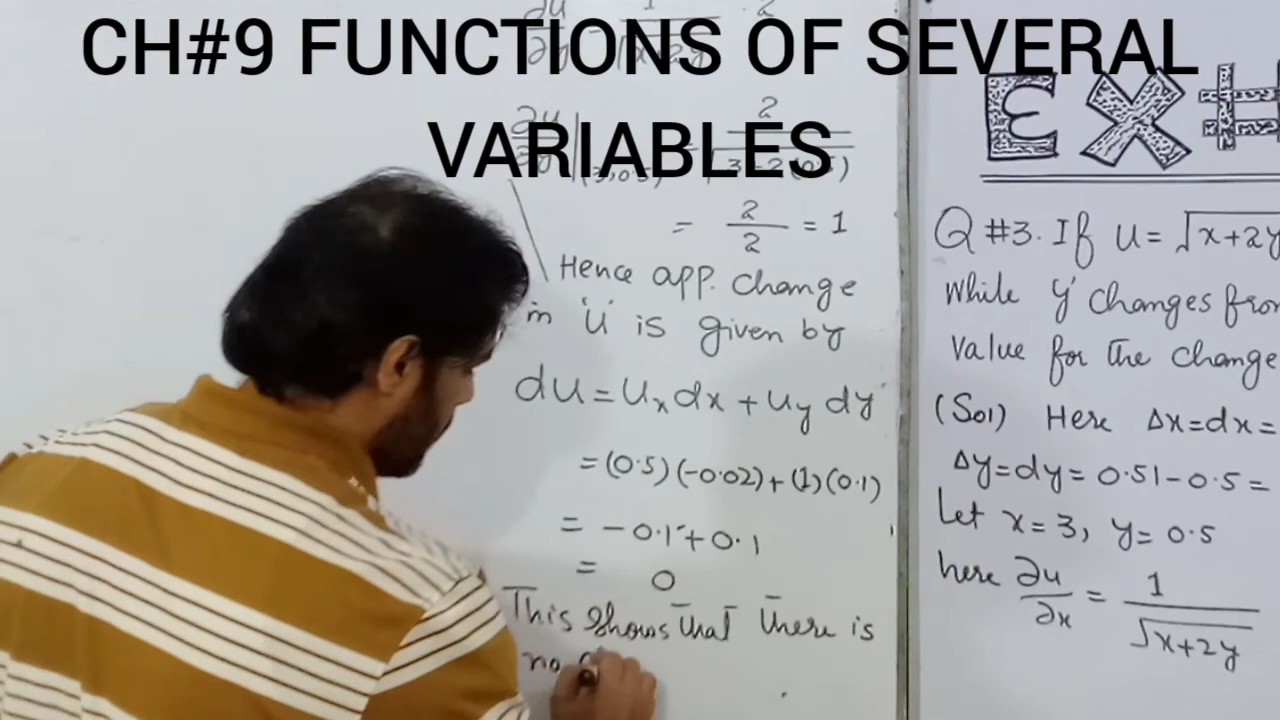 CH#9 FUNCTIONS OF SEVERAL
VARIABLES
= 2/2 = 1
Hence app. change
in 'u' is given by
du = uₓ dx + u_y dy
= (0.5)(-0.02) + (1)(0.1)
= -0.1 + 0.1
= 0
This shows that there is
no
EX#
Q #3. If u = √x+2y
while 'y' changes from
value for the change
(Sol) Here Δx = dx =
Δy = dy = 0.51 - 0.5 =
Let x = 3, y = 0.5
here ∂u/∂x = 1/√x+2y